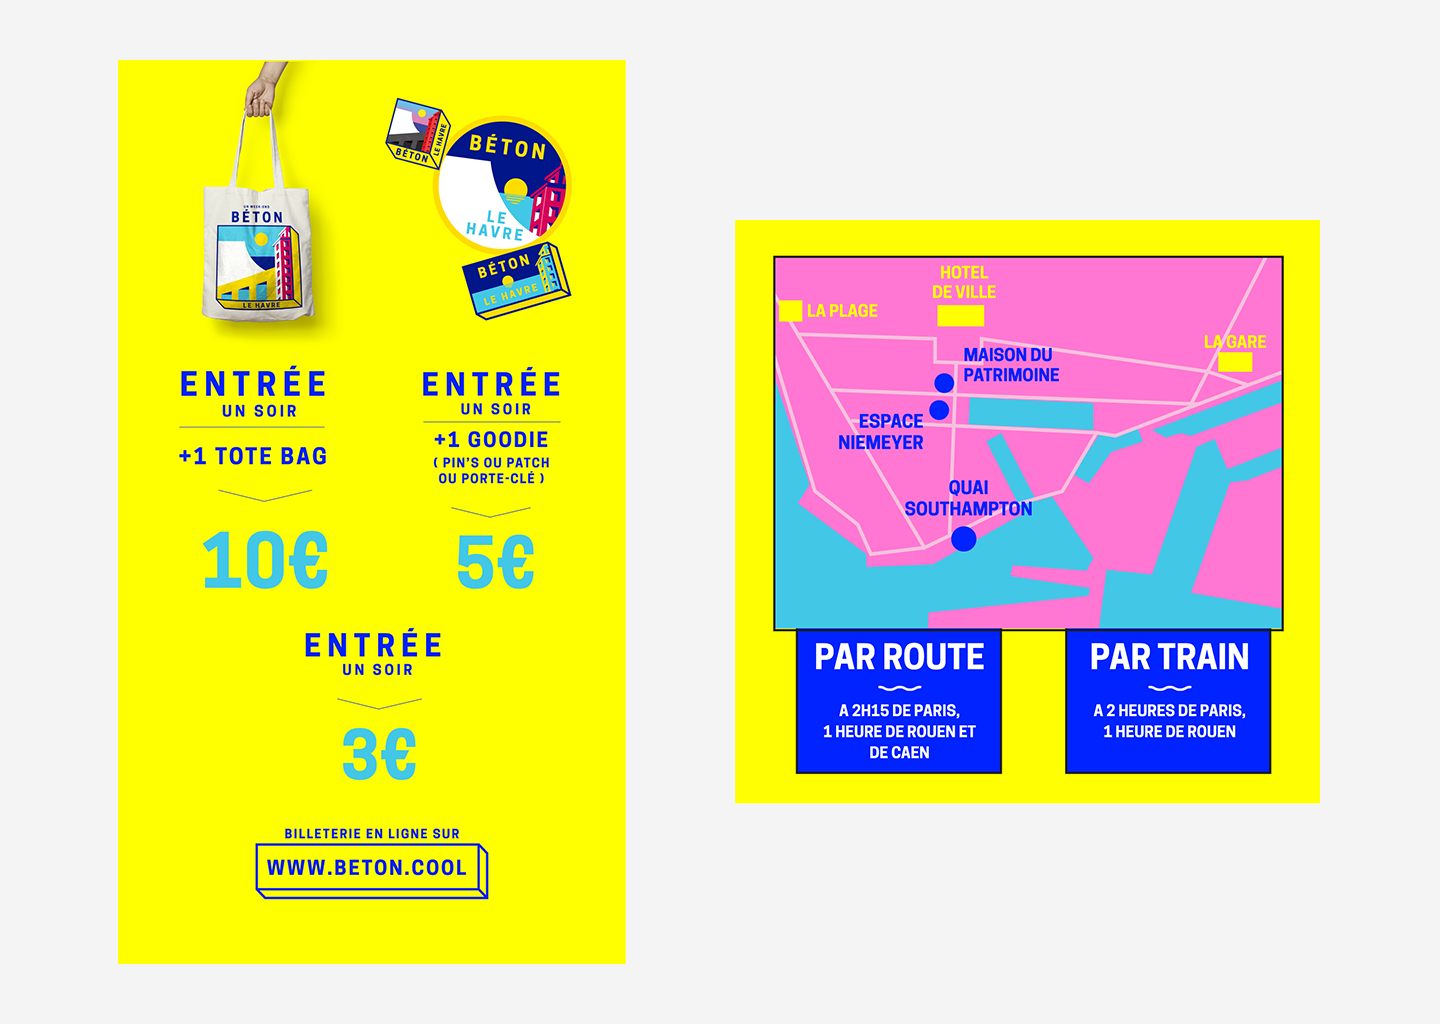 UN WEEK-END
BÉTON
LE HAVRE
BÉTON
LE HAVRE
BÉTON
LE
HAVRE
BÉTON
LE HAVRE
ENTRÉE
UN SOIR
+1 TOTE BAG
10€
ENTRÉE
UN SOIR
+1 GOODIE
( PIN'S OU PATCH
OU PORTE-CLÉ )
5€
ENTRÉE
UN SOIR
3€
BILLETERIE EN LIGNE SUR
WWW.BETON.COOL
HOTEL
DE VILLE
LA PLAGE
LA GARE
MAISON DU
PATRIMOINE
ESPACE
NIEMEYER
QUAI
SOUTHAMPTON
PAR ROUTE
A 2H15 DE PARIS,
1 HEURE DE ROUEN ET
DE CAEN
PAR TRAIN
A 2 HEURES DE PARIS,
1 HEURE DE ROUEN